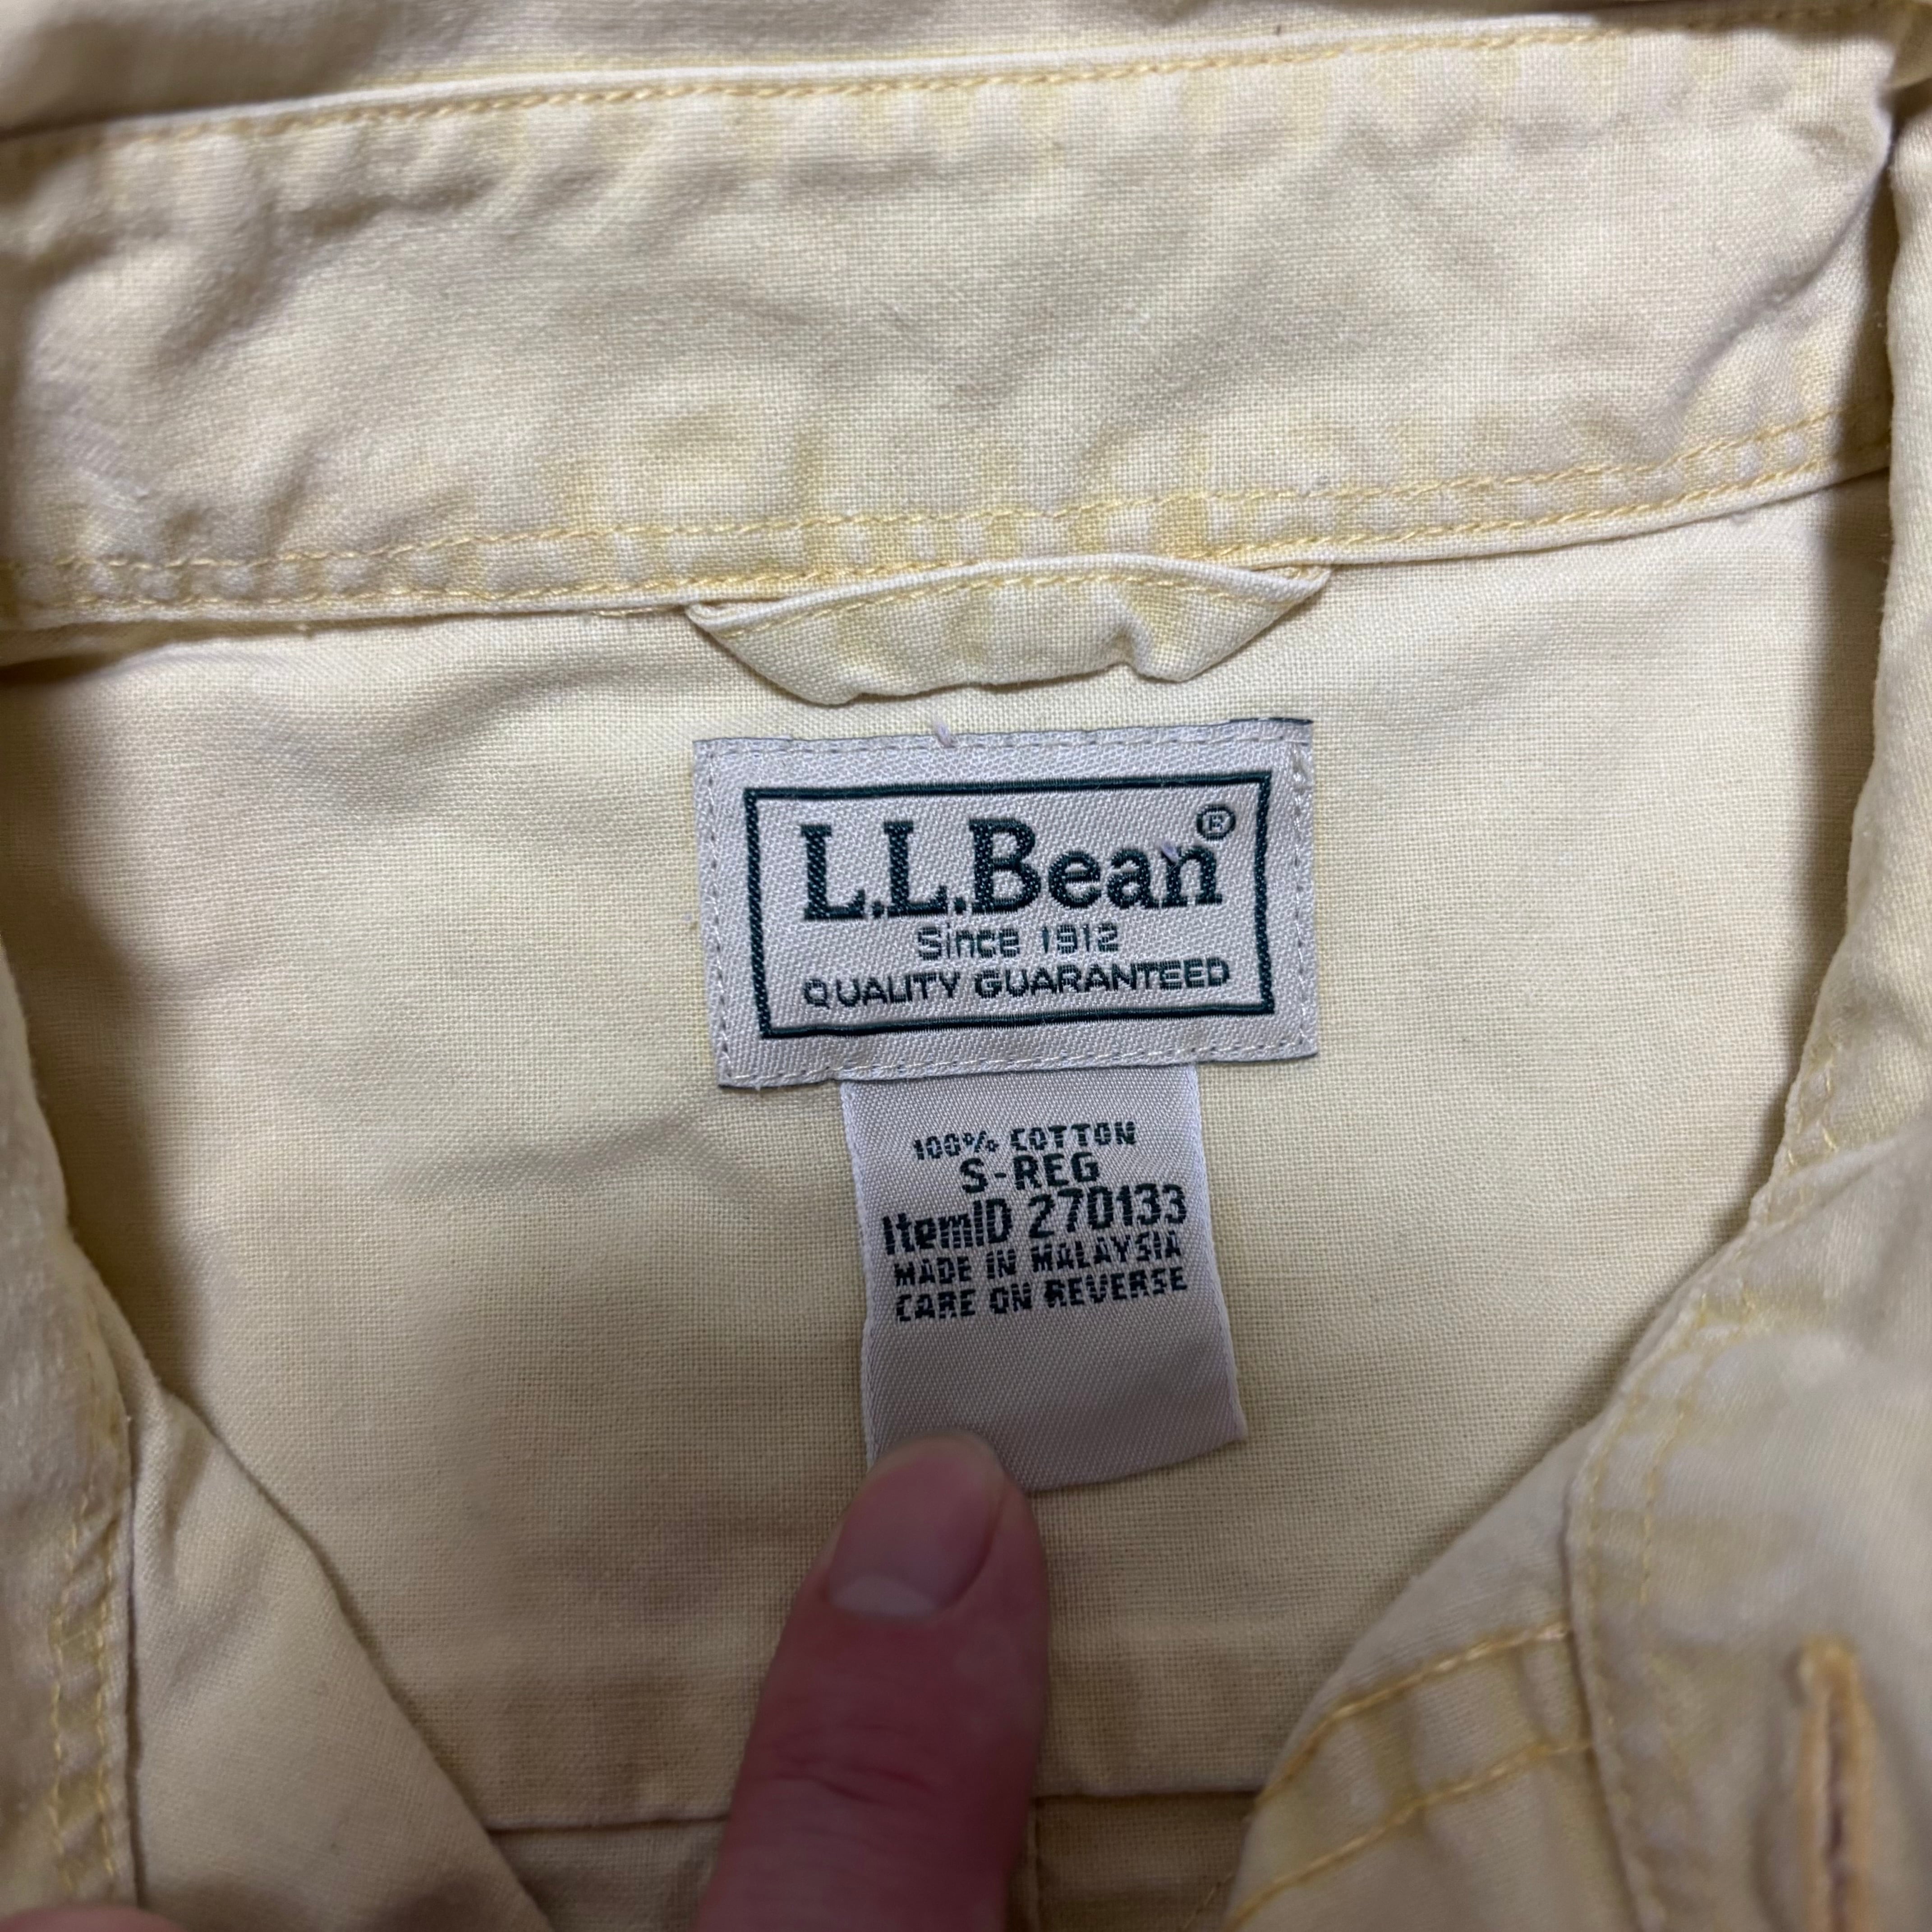 L.L.Bean®
Since 1912
QUALITY GUARANTEED
100% COTTON
S-REG
ItemID 270133
MADE IN MALAYSIA
CARE ON REVERSE